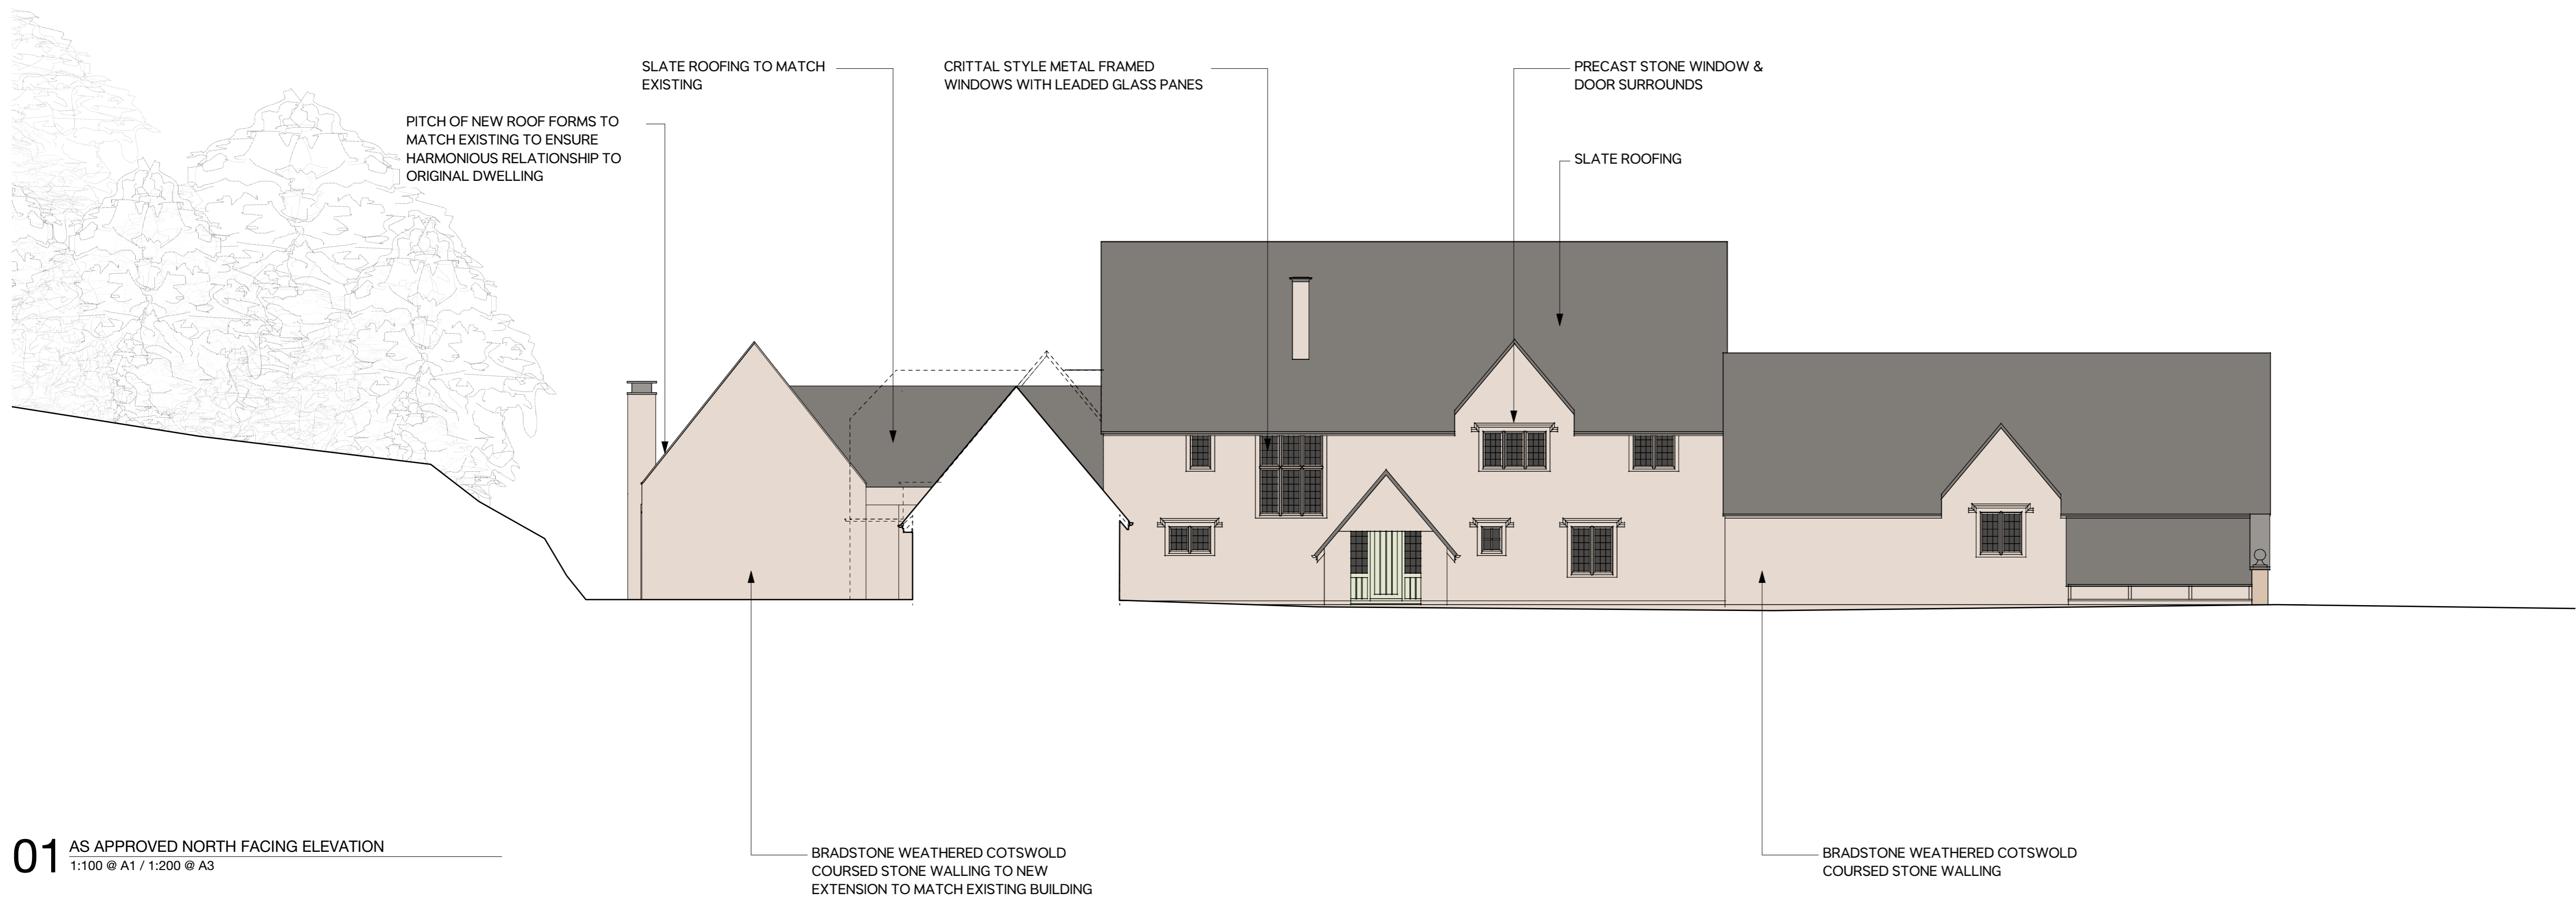 SLATE ROOFING TO MATCH
EXISTING
CRITTAL STYLE METAL FRAMED
WINDOWS WITH LEADED GLASS PANES
PRECAST STONE WINDOW &
DOOR SURROUNDS
PITCH OF NEW ROOF FORMS TO
MATCH EXISTING TO ENSURE
HARMONIOUS RELATIONSHIP TO
ORIGINAL DWELLING
SLATE ROOFING
01 AS APPROVED NORTH FACING ELEVATION
1:100 @ A1 / 1:200 @ A3
BRADSTONE WEATHERED COTSWOLD
COURSED STONE WALLING TO NEW
EXTENSION TO MATCH EXISTING BUILDING
BRADSTONE WEATHERED COTSWOLD
COURSED STONE WALLING